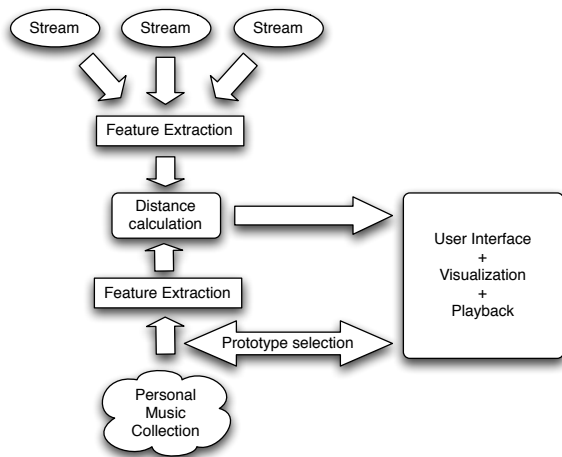 Stream
Stream
Stream
Feature Extraction
Distance
calculation
User Interface
+
Visualization
+
Playback
Feature Extraction
Prototype selection
Personal
Music
Collection